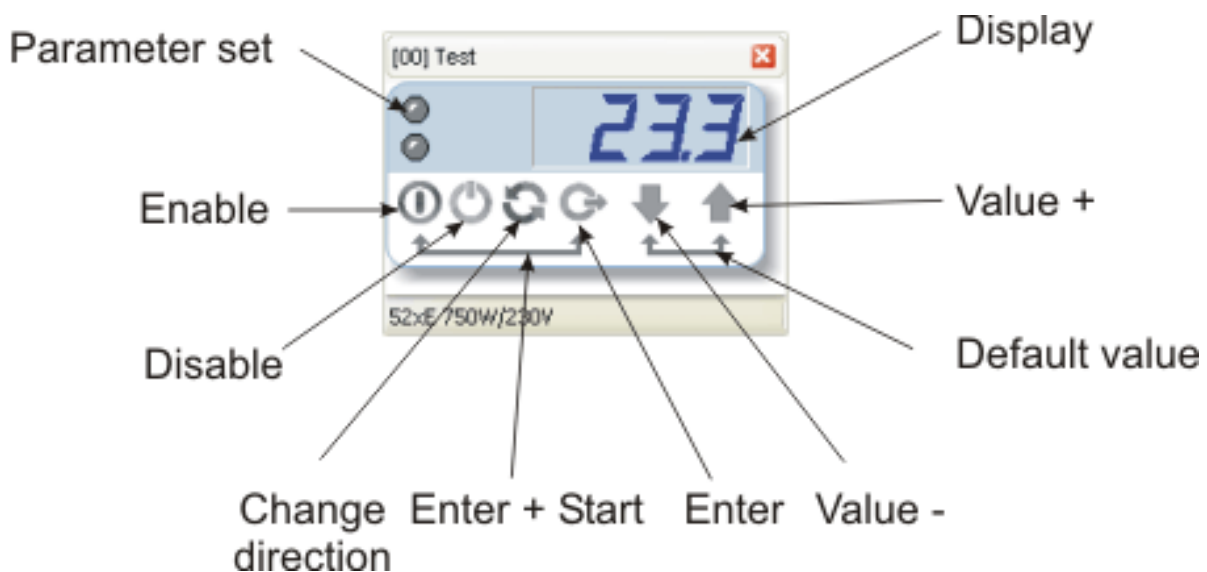 Parameter set
Display
[00] Test
23.3
Enable
Value +
52xE 750W/230V
Disable
Default value
Change direction
Enter + Start
Enter
Value -